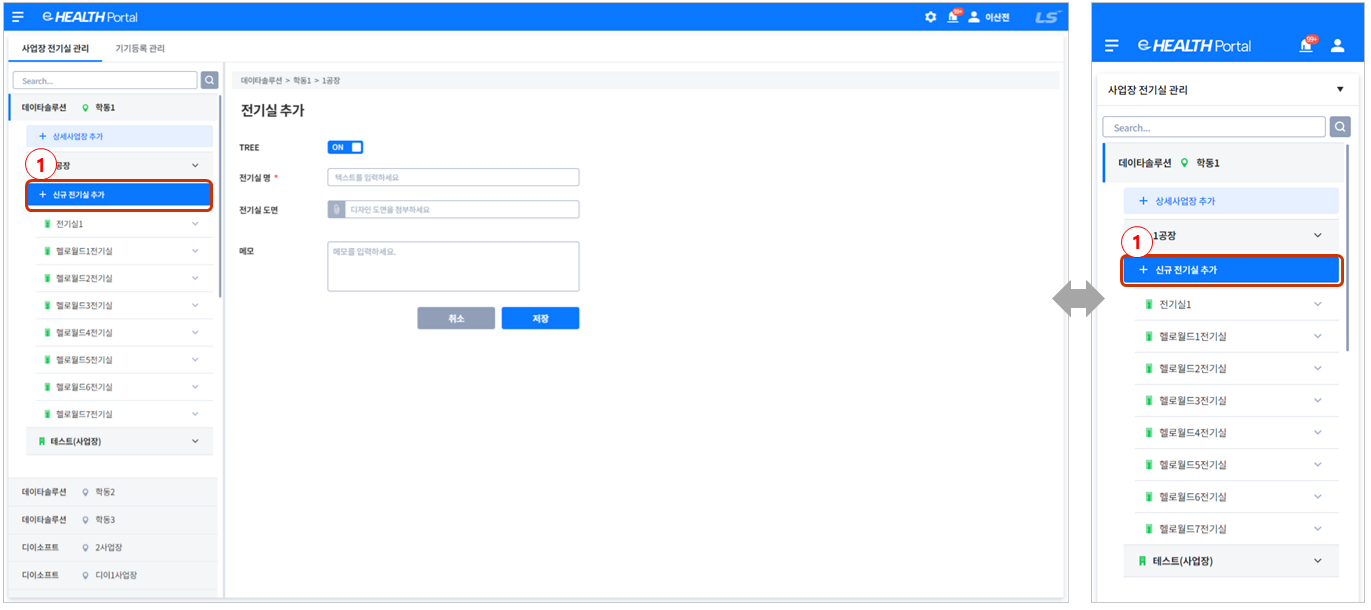 e HEALTH Portal
99+
이산전
LS
사업장 전기실 관리
기기등록 관리
Search...
데이타솔루션 학동1
+ 상세사업장 추가
1
공장
+ 신규 전기실 추가
전기실1
헬로월드1전기실
헬로월드2전기실
헬로월드3전기실
헬로월드4전기실
헬로월드5전기실
헬로월드6전기실
헬로월드7전기실
테스트(사업장)
데이타솔루션 학동2
데이타솔루션 학동3
디이소프트 2사업장
디이소프트 디이1사업장
데이타솔루션 > 학동1 > 1공장
전기실 추가
TREE ON
전기실 명 * 텍스트를 입력하세요
전기실 도면 디자인 도면을 첨부하세요
메모 메모를 입력하세요.
취소 저장
e HEALTH Portal
99+
사업장 전기실 관리
Search...
데이타솔루션 학동1
+ 상세사업장 추가
1
1공장
+ 신규 전기실 추가
전기실1
헬로월드1전기실
헬로월드2전기실
헬로월드3전기실
헬로월드4전기실
헬로월드5전기실
헬로월드6전기실
헬로월드7전기실
테스트(사업장)